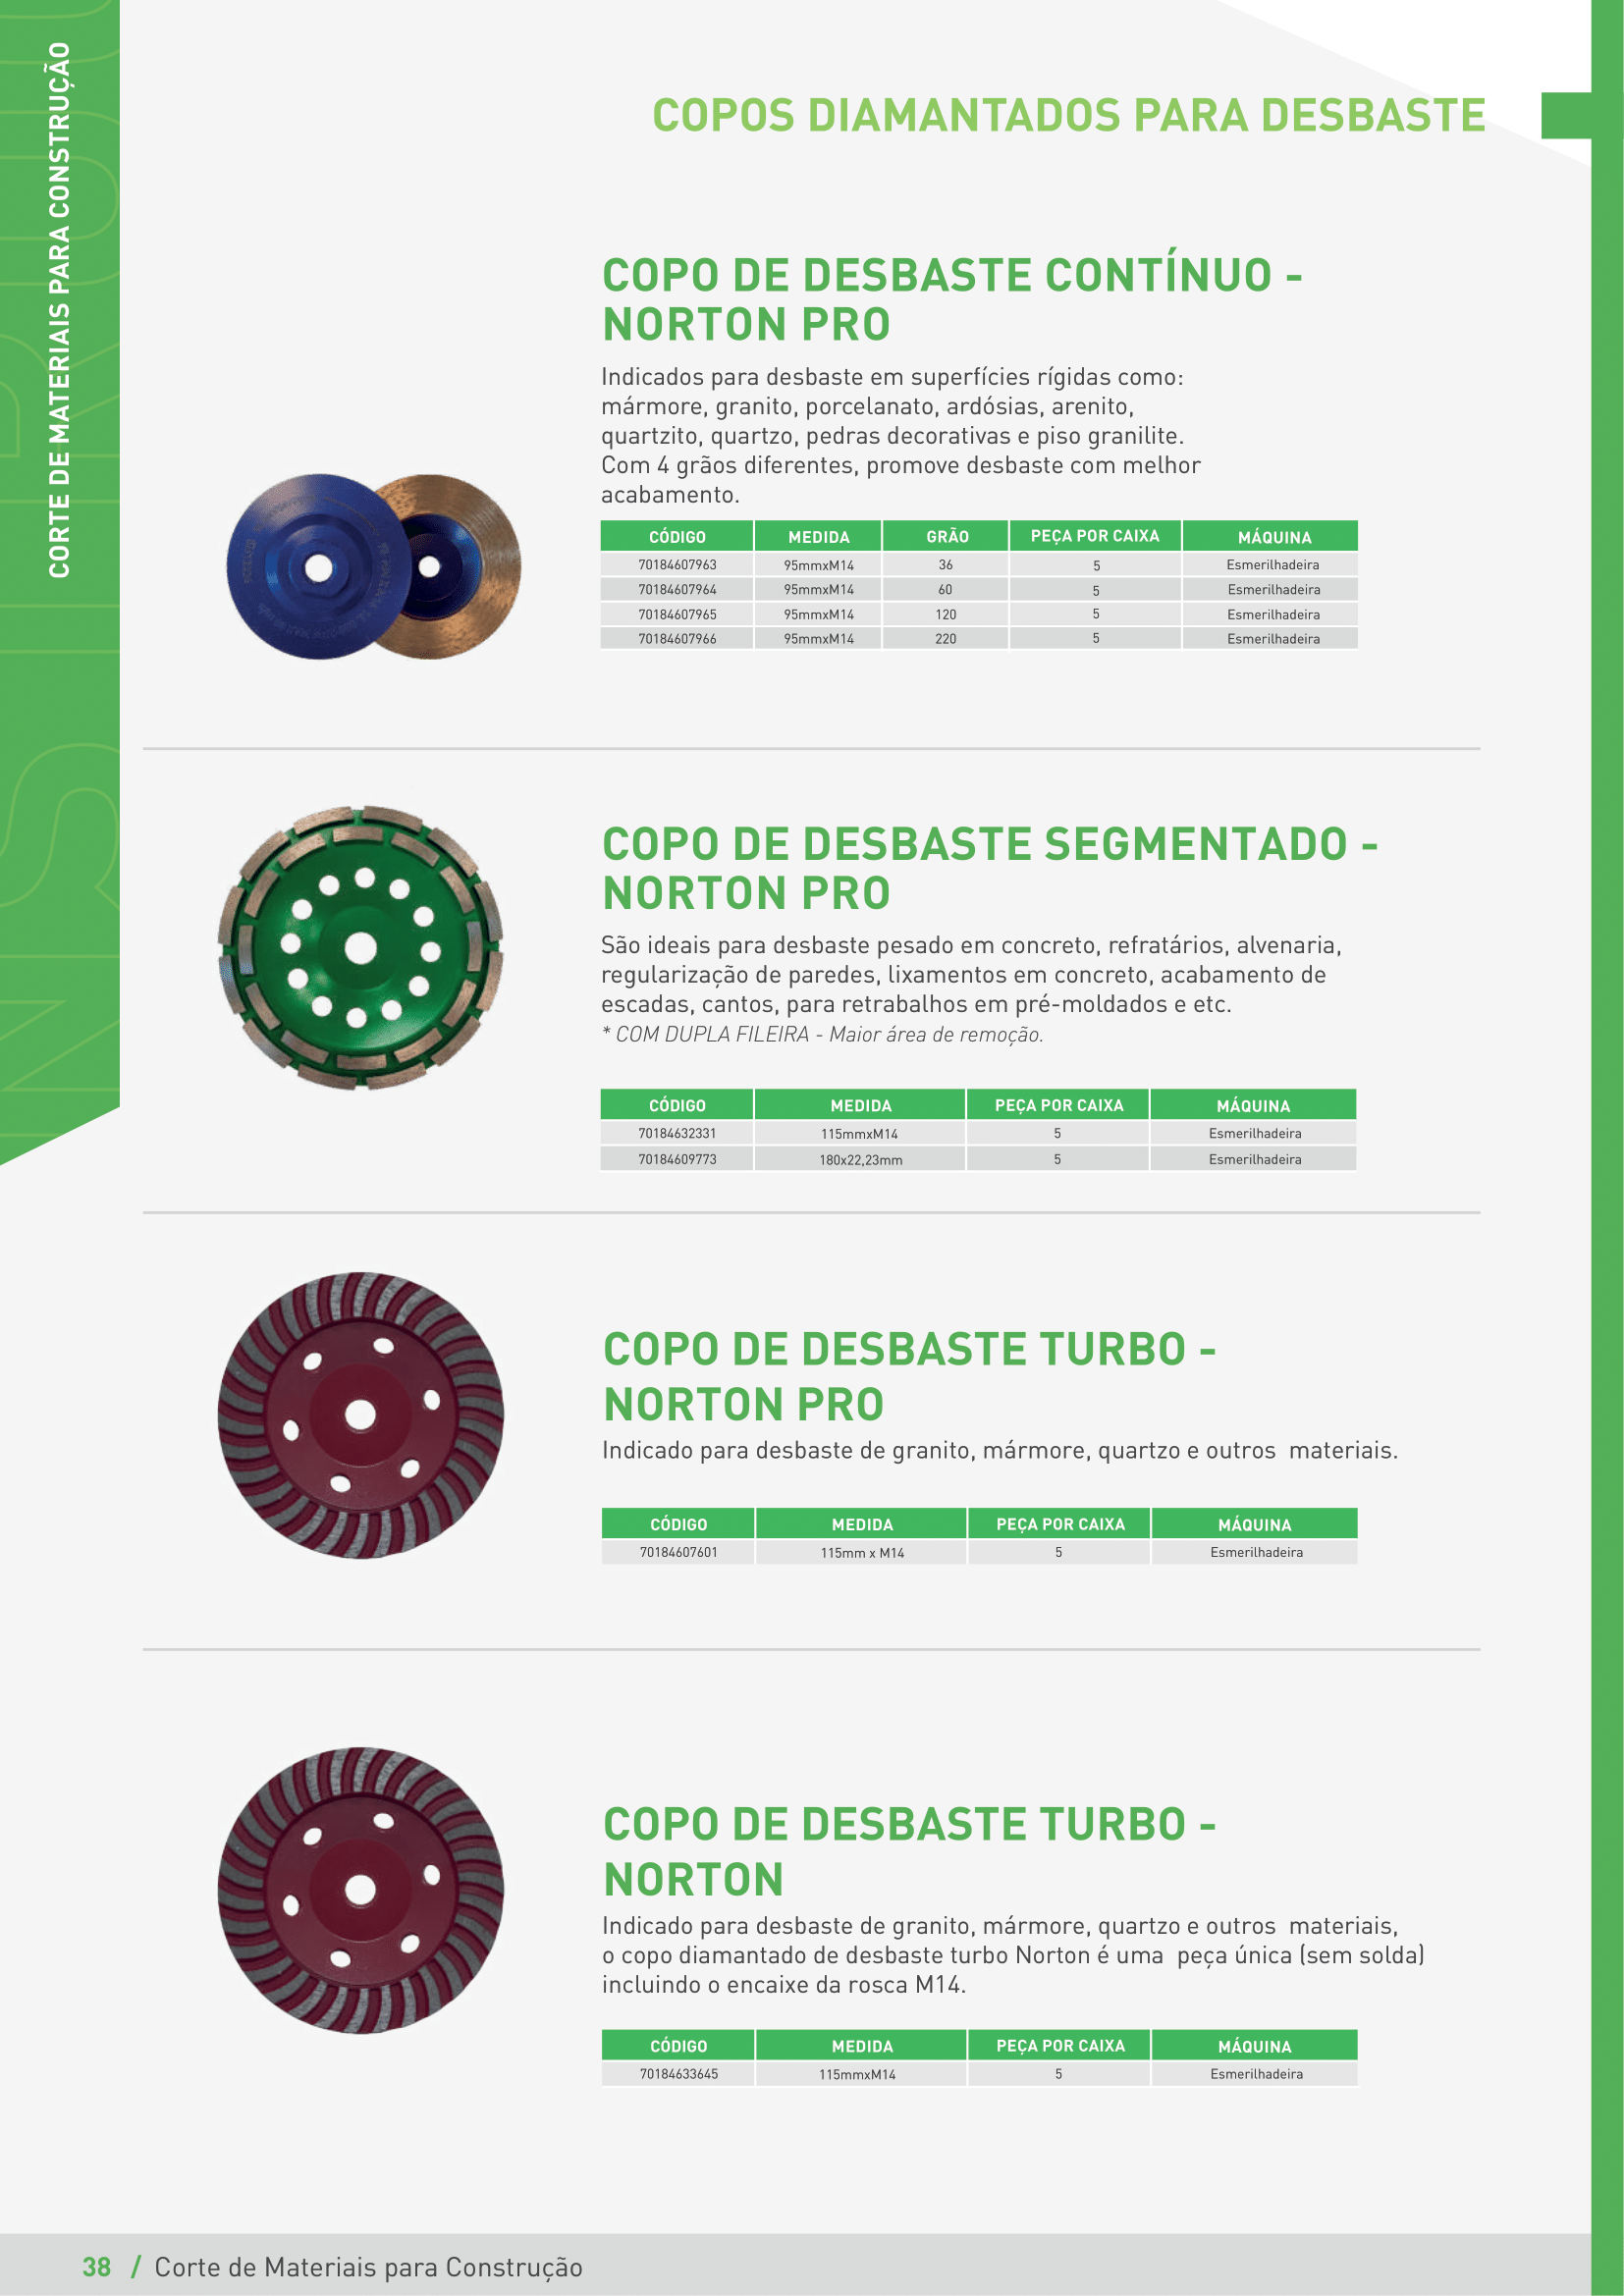 CORTE DE MATERIAIS PARA CONSTRUÇÃO
COPOS DIAMANTADOS PARA DESBASTE
COPO DE DESBASTE CONTÍNUO -
NORTON PRO
Indicados para desbaste em superfícies rígidas como:
mármore, granito, porcelanato, ardósias, arenito,
quartzito, quartzo, pedras decorativas e piso granilite.
Com 4 grãos diferentes, promove desbaste com melhor
acabamento.
CÓDIGO MEDIDA GRÃO PEÇA POR CAIXA MÁQUINA
70184607963 95mmxM14 36 5 Esmerilhadeira
70184607964 95mmxM14 60 5 Esmerilhadeira
70184607965 95mmxM14 120 5 Esmerilhadeira
70184607966 95mmxM14 220 5 Esmerilhadeira
COPO DE DESBASTE SEGMENTADO -
NORTON PRO
São ideais para desbaste pesado em concreto, refratários, alvenaria,
regularização de paredes, lixamentos em concreto, acabamento de
escadas, cantos, para retrabalhos em pré-moldados e etc.
* COM DUPLA FILEIRA - Maior área de remoção.
CÓDIGO MEDIDA PEÇA POR CAIXA MÁQUINA
70184632331 115mmxM14 5 Esmerilhadeira
70184609773 180x22,23mm 5 Esmerilhadeira
COPO DE DESBASTE TURBO -
NORTON PRO
Indicado para desbaste de granito, mármore, quartzo e outros materiais.
CÓDIGO MEDIDA PEÇA POR CAIXA MÁQUINA
70184607601 115mm x M14 5 Esmerilhadeira
COPO DE DESBASTE TURBO -
NORTON
Indicado para desbaste de granito, mármore, quartzo e outros materiais,
o copo diamantado de desbaste turbo Norton é uma peça única (sem solda)
incluindo o encaixe da rosca M14.
CÓDIGO MEDIDA PEÇA POR CAIXA MÁQUINA
70184633645 115mmxM14 5 Esmerilhadeira
38 / Corte de Materiais para Construção